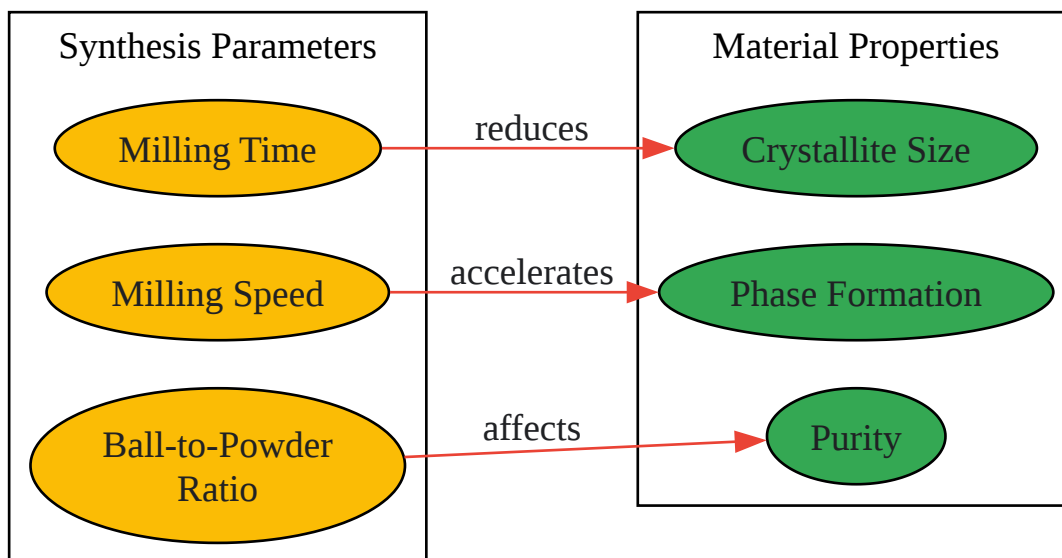 Synthesis Parameters
Material Properties
Milling Time
reduces
Crystallite Size
Milling Speed
accelerates
Phase Formation
Ball-to-Powder
Ratio
affects
Purity